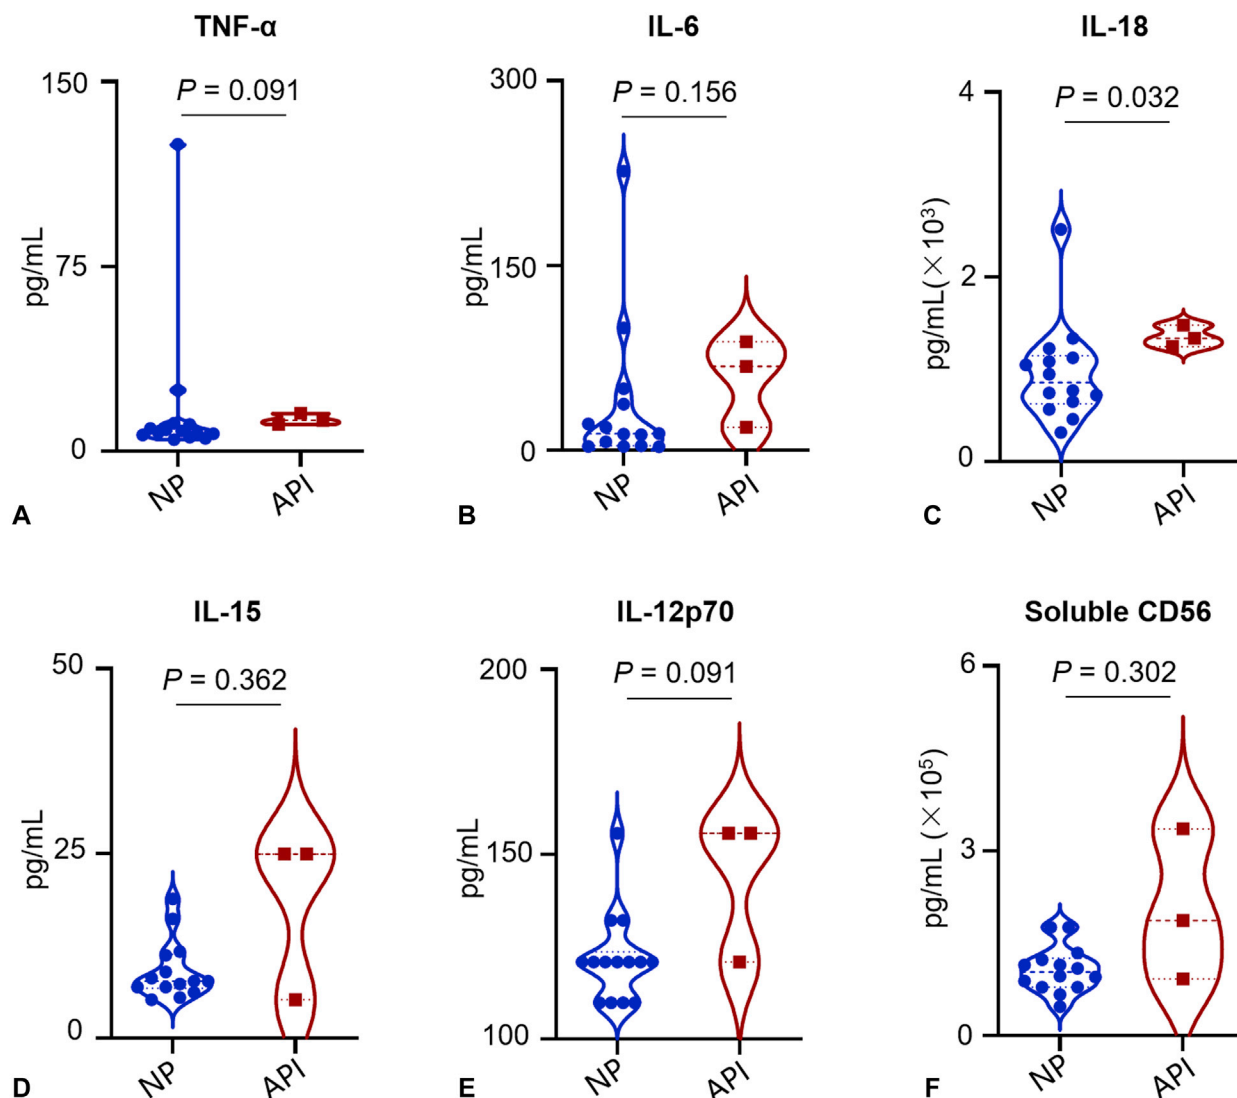 TNF-α
150
P = 0.091
75
pg/mL
0
NP
API
A
IL-6
300
P = 0.156
150
pg/mL
0
NP
API
B
IL-18
4
P = 0.032
2
pg/mL(×10³)
0
NP
API
C
IL-15
50
P = 0.362
25
pg/mL
0
NP
API
D
IL-12p70
200
P = 0.091
150
pg/mL
100
NP
API
E
Soluble CD56
6
P = 0.302
3
pg/mL (×10⁵)
0
NP
API
F